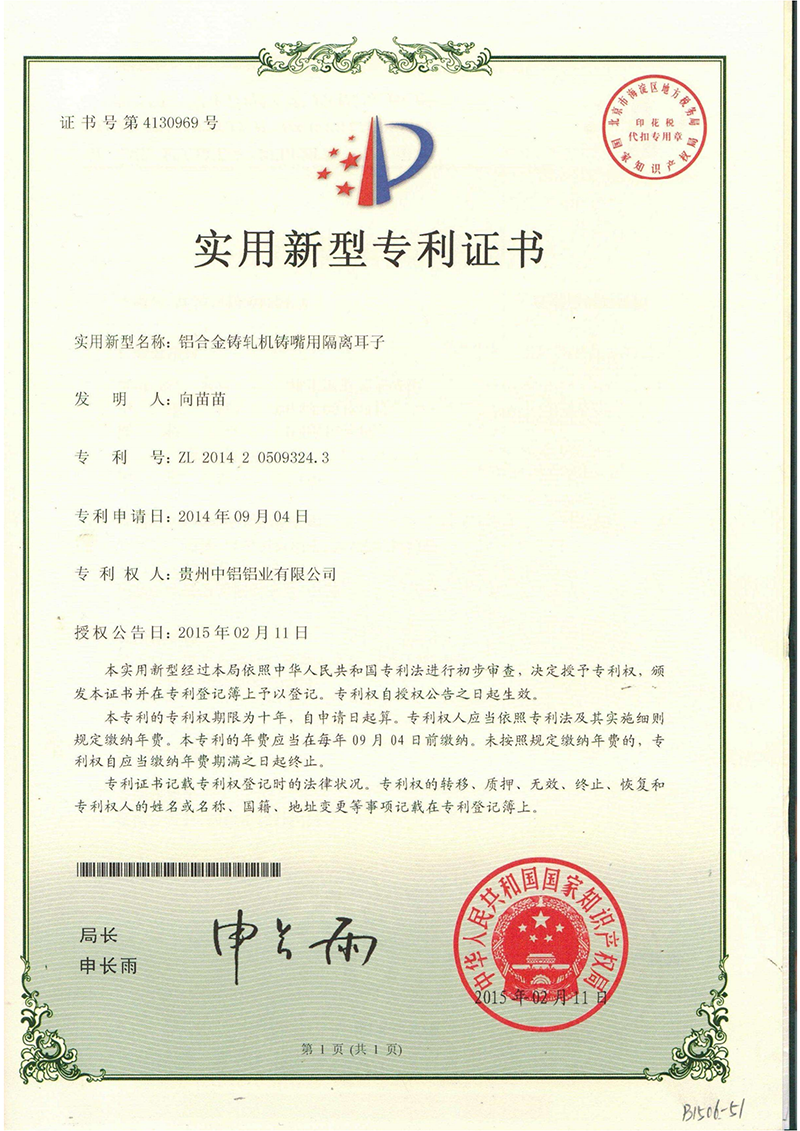 证书号第4130969号
北京市海淀区地方税务局
印花税
代扣专用章
国家知识产权局
实用新型专利证书
实用新型名称：铝合金铸轧机铸嘴用隔离耳子
发明人：向苗苗
专利号：ZL 2014 2 0509324.3
专利申请日：2014年09月04日
专利权人：贵州中铝铝业有限公司
授权公告日：2015年02月11日
本实用新型经过本局依照中华人民共和国专利法进行初步审查，决定授予专利权，颁
发本证书并在专利登记簿上予以登记。专利权自授权公告之日起生效。
本专利的专利权期限为十年，自申请日起算。专利权人应当依照专利法及其实施细则
规定缴纳年费。本专利的年费应当在每年09月04日前缴纳。未按照规定缴纳年费的，专
利权自应当缴纳年费期满之日起终止。
专利证书记载专利权登记时的法律状况。专利权的转移、质押、无效、终止、恢复和
专利权人的姓名或名称、国籍、地址变更等事项记载在专利登记簿上。
局长
申长雨
申长雨
中华人民共和国国家知识产权局
2015年02月11日
第1页(共1页)
B1506-51